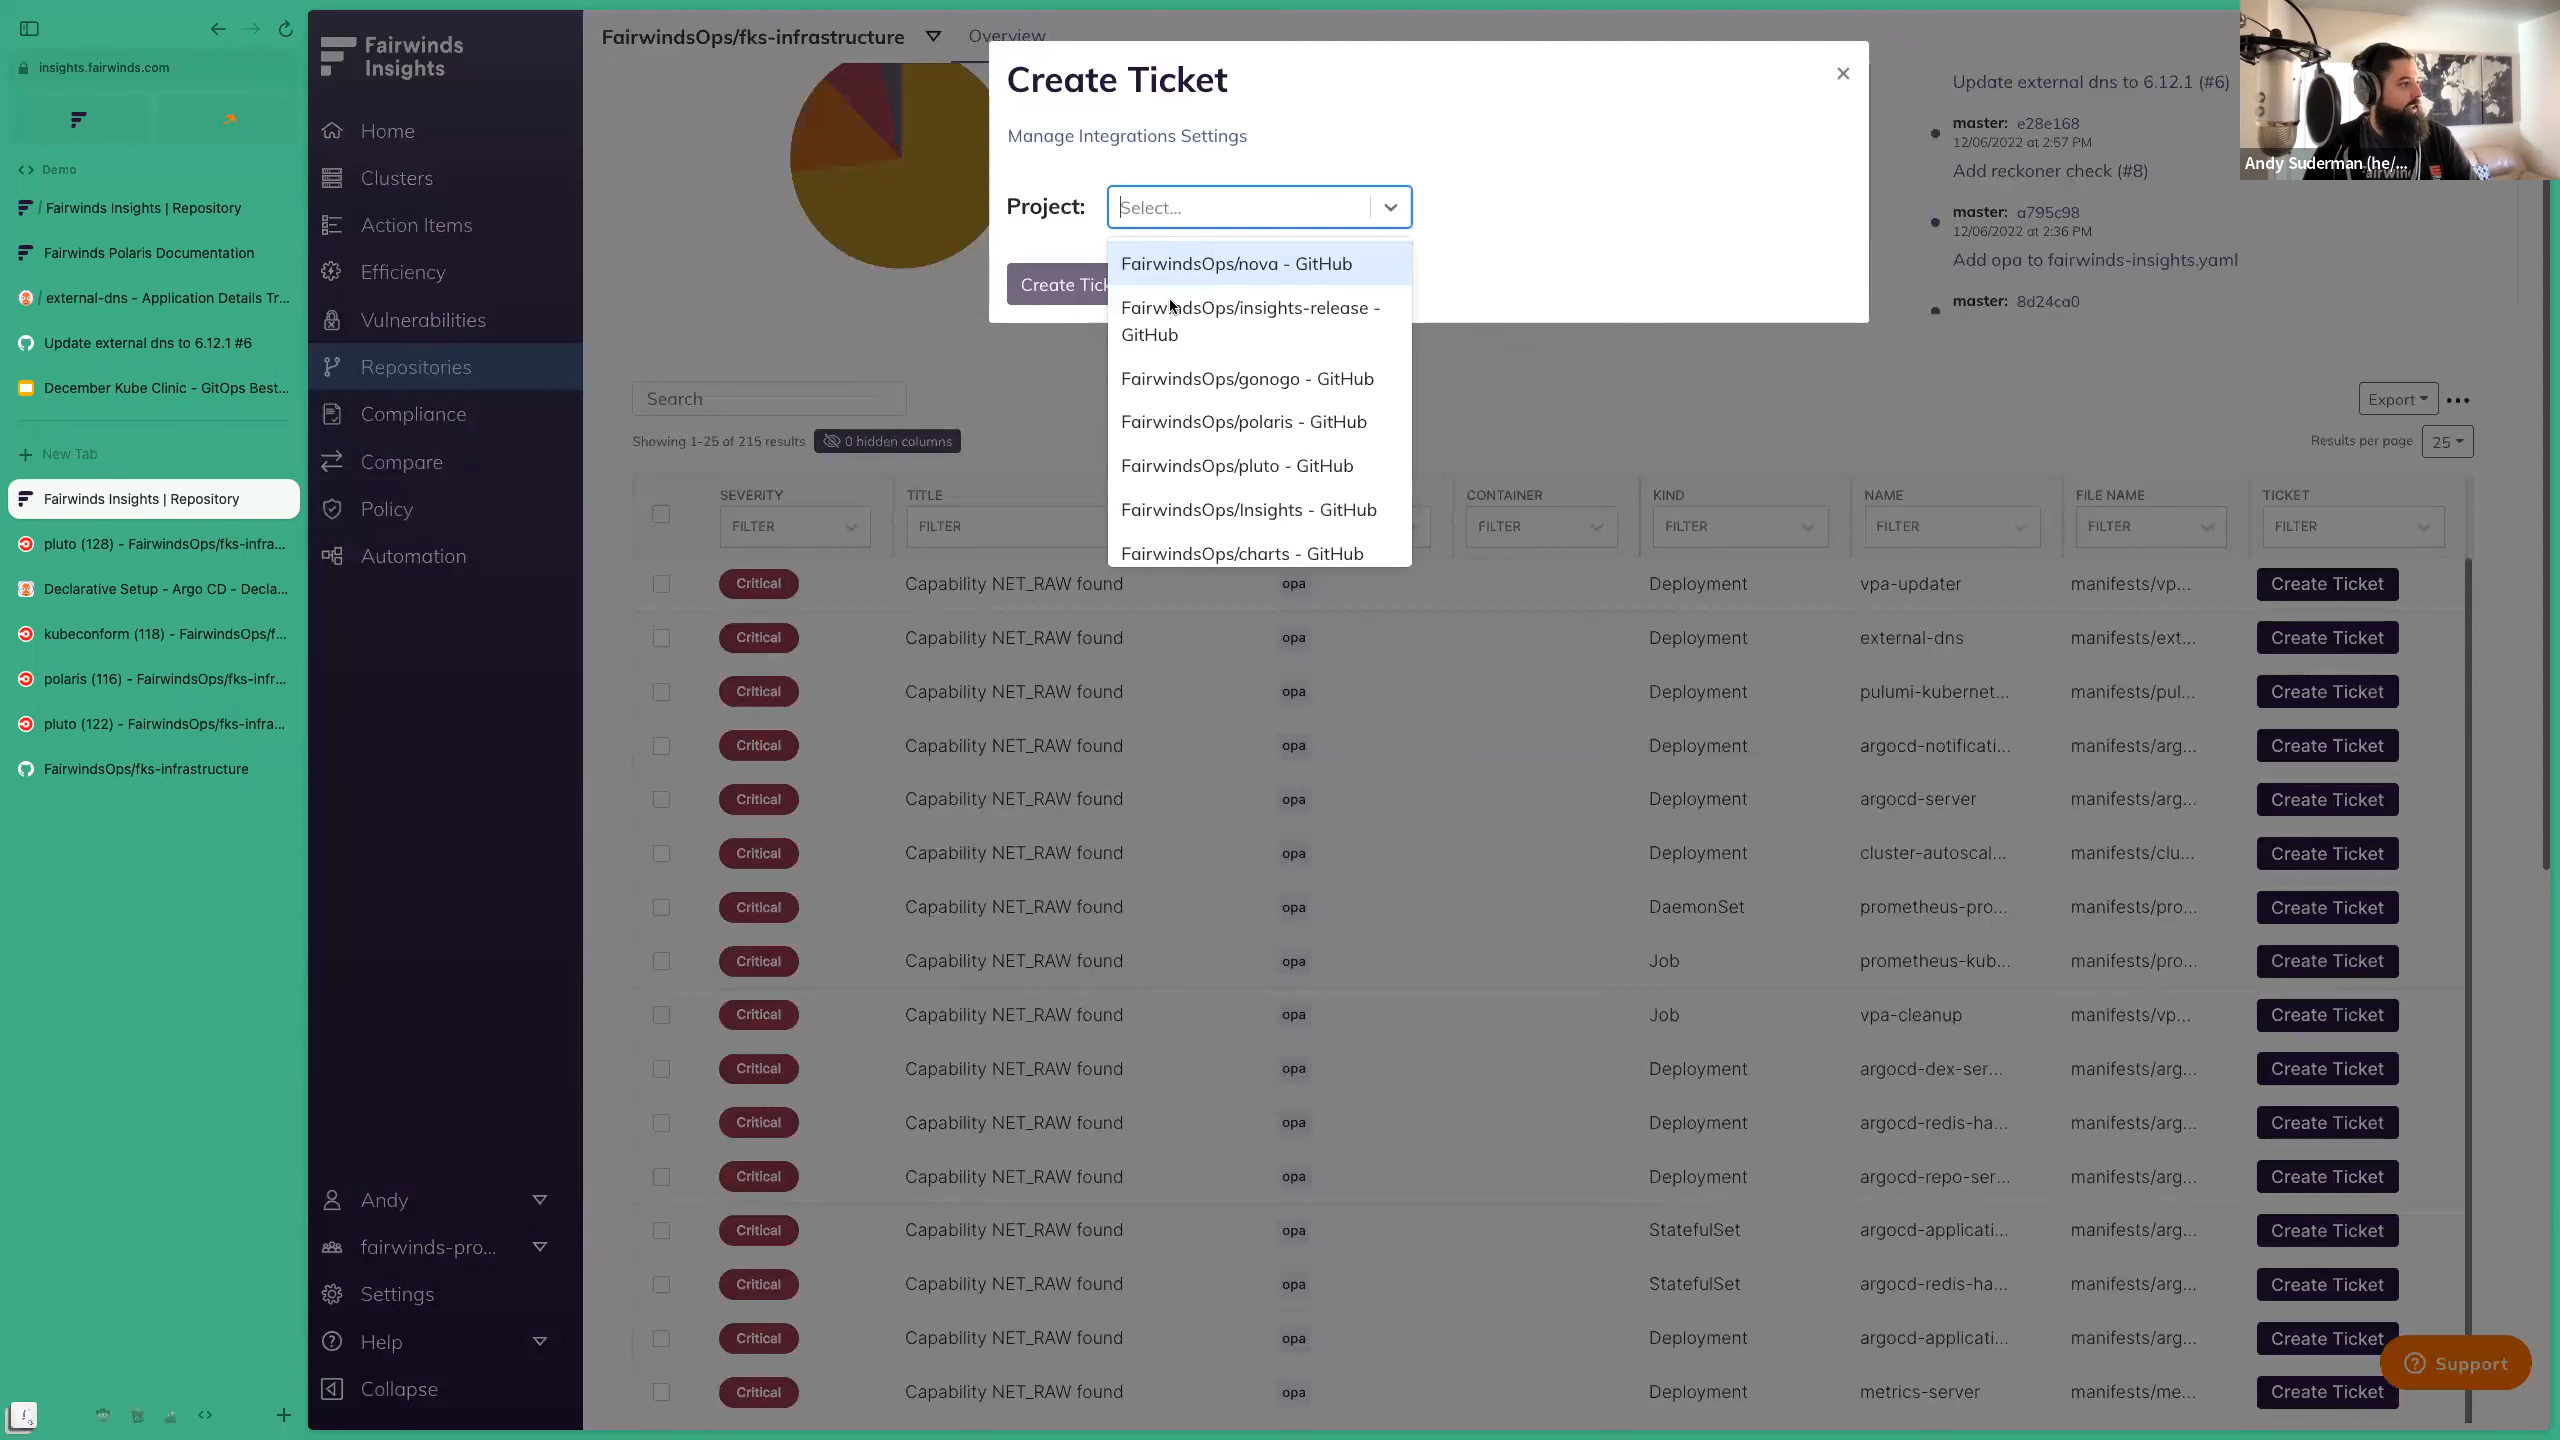 insights.fairwinds.com
Demo
/ Fairwinds Insights | Repository
Fairwinds Polaris Documentation
/ external-dns - Application Details Tr...
Update external dns to 6.12.1 #6
December Kube Clinic - GitOps Best...
New Tab
Fairwinds Insights | Repository
pluto (128) - FairwindsOps/fks-infra...
Declarative Setup - Argo CD - Decla...
kubeconform (118) - FairwindsOps/f...
polaris (116) - FairwindsOps/fks-infr...
pluto (122) - FairwindsOps/fks-infra...
FairwindsOps/fks-infrastructure
Fairwinds
Insights
Home
Clusters
Action Items
Efficiency
Vulnerabilities
Repositories
Compliance
Compare
Policy
Automation
Andy
fairwinds-pro...
Settings
Help
Collapse
FairwindsOps/fks-infrastructure
Overview
Create Ticket
Manage Integrations Settings
Project:
Select...
FairwindsOps/nova - GitHub
FairwindsOps/insights-release -
GitHub
FairwindsOps/gonogo - GitHub
FairwindsOps/polaris - GitHub
FairwindsOps/pluto - GitHub
FairwindsOps/Insights - GitHub
FairwindsOps/charts - GitHub
Create Tick
Update external dns to 6.12.1 (#6)
master: e28e168
12/06/2022 at 2:57 PM
Add reckoner check (#8)
master: a795c98
12/06/2022 at 2:36 PM
Add opa to fairwinds-insights.yaml
master: 8d24ca0
Andy Suderman (he/...
Search
Export
Showing 1-25 of 215 results
0 hidden columns
Results per page 25
SEVERITY TITLE CONTAINER KIND NAME FILE NAME TICKET
FILTER FILTER FILTER FILTER FILTER FILTER FILTER
Critical Capability NET_RAW found opa Deployment vpa-updater manifests/vp... Create Ticket
Critical Capability NET_RAW found opa Deployment external-dns manifests/ext... Create Ticket
Critical Capability NET_RAW found opa Deployment pulumi-kubernet... manifests/pul... Create Ticket
Critical Capability NET_RAW found opa Deployment argocd-notificati... manifests/arg... Create Ticket
Critical Capability NET_RAW found opa Deployment argocd-server manifests/arg... Create Ticket
Critical Capability NET_RAW found opa Deployment cluster-autoscal... manifests/clu... Create Ticket
Critical Capability NET_RAW found opa DaemonSet prometheus-pro... manifests/pro... Create Ticket
Critical Capability NET_RAW found opa Job prometheus-kub... manifests/pro... Create Ticket
Critical Capability NET_RAW found opa Job vpa-cleanup manifests/vp... Create Ticket
Critical Capability NET_RAW found opa Deployment argocd-dex-ser... manifests/arg... Create Ticket
Critical Capability NET_RAW found opa Deployment argocd-redis-ha... manifests/arg... Create Ticket
Critical Capability NET_RAW found opa Deployment argocd-repo-ser... manifests/arg... Create Ticket
Critical Capability NET_RAW found opa StatefulSet argocd-applicati... manifests/arg... Create Ticket
Critical Capability NET_RAW found opa StatefulSet argocd-redis-ha... manifests/arg... Create Ticket
Critical Capability NET_RAW found opa Deployment argocd-applicati... manifests/arg... Create Ticket
Critical Capability NET_RAW found opa Deployment metrics-server manifests/me... Create Ticket
Support